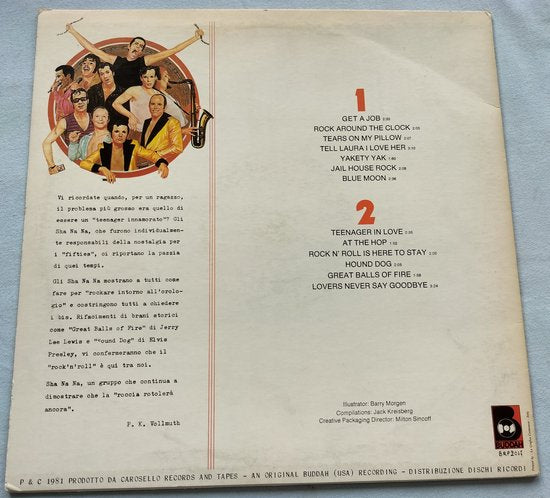 Vi ricordate quando, per un ragazzo,
il problema più grosso era quello di
essere un "teenager innamorato"? Gli
Sha Na Na, che furono individualmen-
te responsabili della nostalgia per
i "fifties", ci riportano la pazzia
di quei tempi.
Gli Sha Na Na mostrano a tutti come
fare per "rockare intorno all'orolo-
gio" e costringono tutti a chiedere
i bis. Rifacimenti di brani storici
come "Great Balls of Fire" di Jerry
Lee Lewis e "Hound Dog" di Elvis
Presley, vi confermeranno che il
"rock'n'roll" è qui tra noi.
Sha Na Na, un gruppo che continua a
dimostrare che la "roccia rotolerà
ancora".
P. K. Vollmuth
1
GET A JOB
ROCK AROUND THE CLOCK 2:05
TEARS ON MY PILLOW
TELL LAURA I LOVE HER 3:10
YAKETY YAK
JAIL HOUSE ROCK
BLUE MOON
2
TEENAGER IN LOVE
AT THE HOP
ROCK N' ROLL IS HERE TO STAY
HOUND DOG
GREAT BALLS OF FIRE
LOVERS NEVER SAY GOODBYE
Illustrator: Barry Morgen
Compilations: Jack Kreisberg
Creative Packaging Director: Milton Sincoff
BUDDAH
P & C 1981 PRODOTTO DA CAROSELLO RECORDS AND TAPES - AN ORIGINAL BUDDAH (USA) RECORDING - DISTRIBUZIONE DISCHI RICORDI